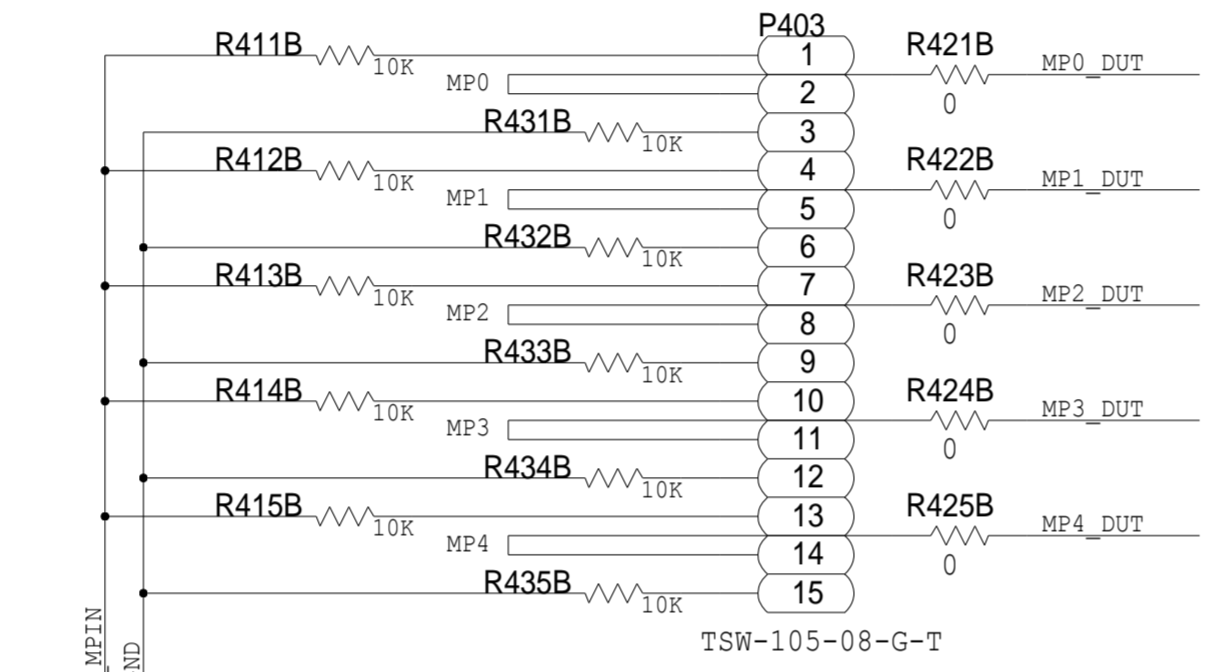 P403
R411B
10K
1
R421B
0
MP0_DUT
MP0
2
R431B
10K
3
R412B
10K
4
R422B
0
MP1_DUT
MP1
5
R432B
10K
6
R413B
10K
7
R423B
0
MP2_DUT
MP2
8
R433B
10K
9
R414B
10K
10
R424B
0
MP3_DUT
MP3
11
R434B
10K
12
R415B
10K
13
R425B
0
MP4_DUT
MP4
14
R435B
10K
15
TSW-105-08-G-T
MPIN
ND